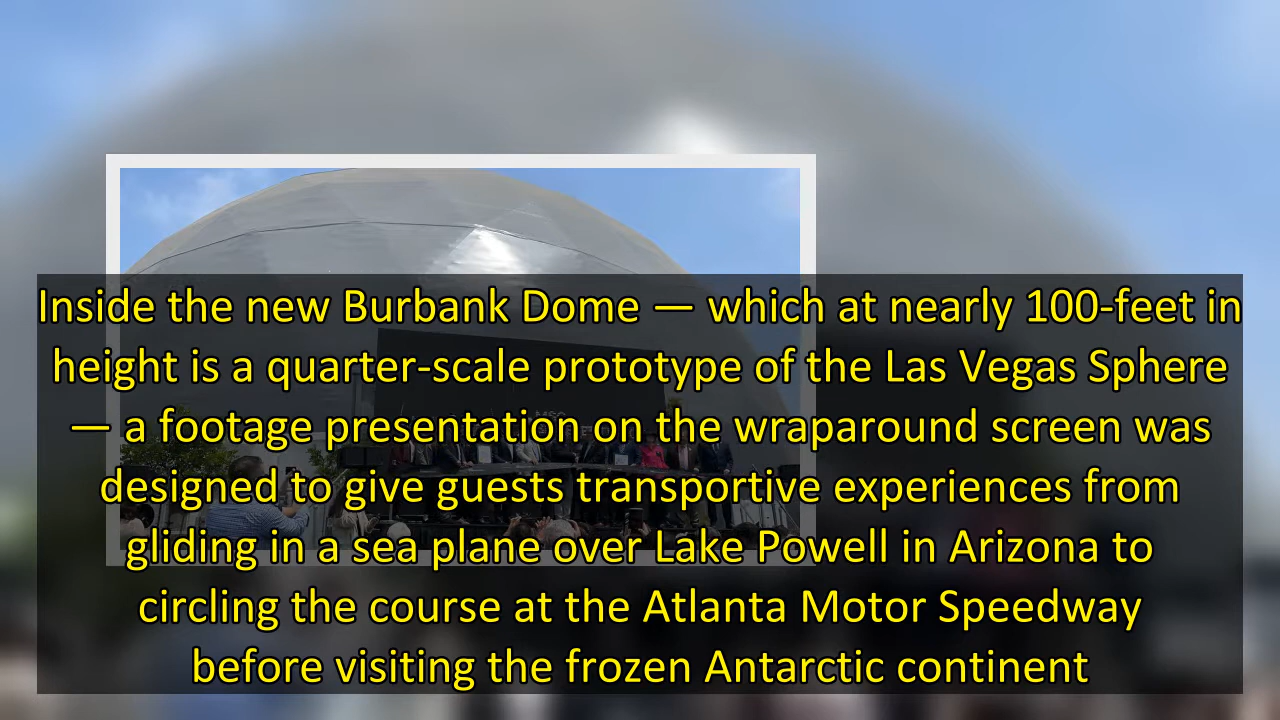 Inside the new Burbank Dome — which at nearly 100-feet in
height is a quarter-scale prototype of the Las Vegas Sphere
— a footage presentation on the wraparound screen was
designed to give guests transportive experiences from
gliding in a sea plane over Lake Powell in Arizona to
circling the course at the Atlanta Motor Speedway
before visiting the frozen Antarctic continent